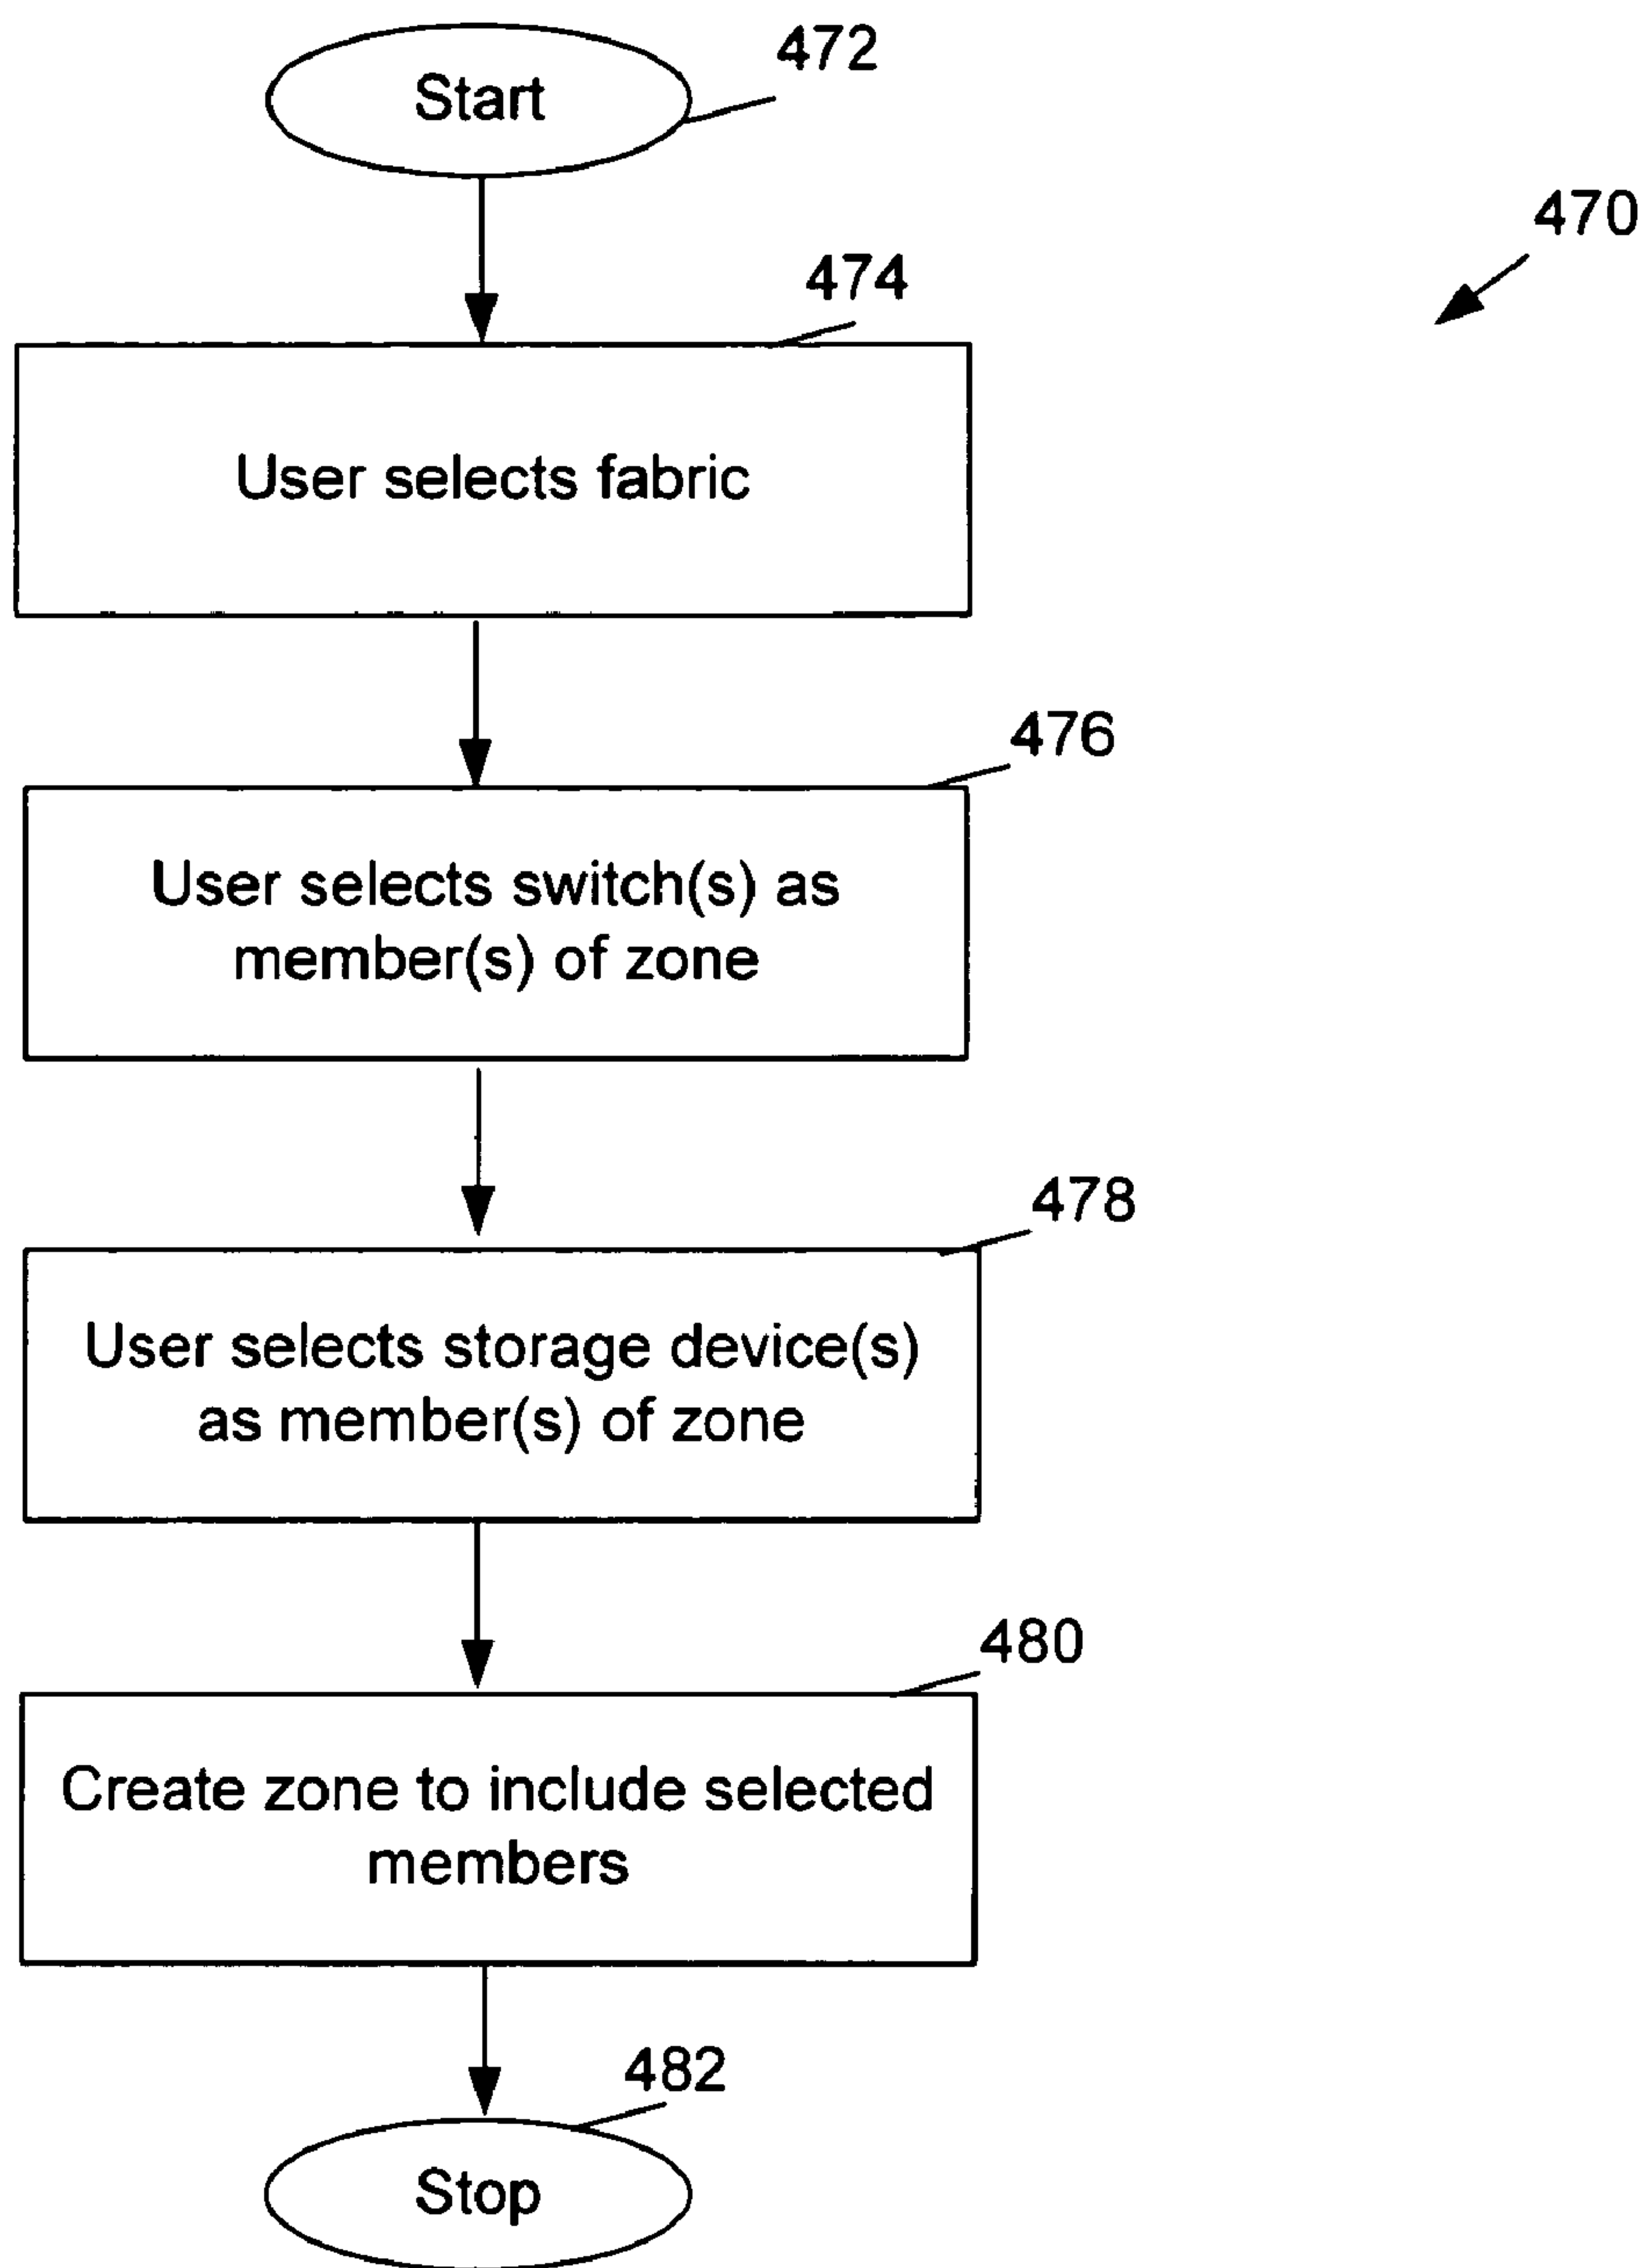 472
Start
470
474
User selects fabric
476
User selects switch(s) as
member(s) of zone
478
User selects storage device(s)
as member(s) of zone
480
Create zone to include selected
members
482
Stop